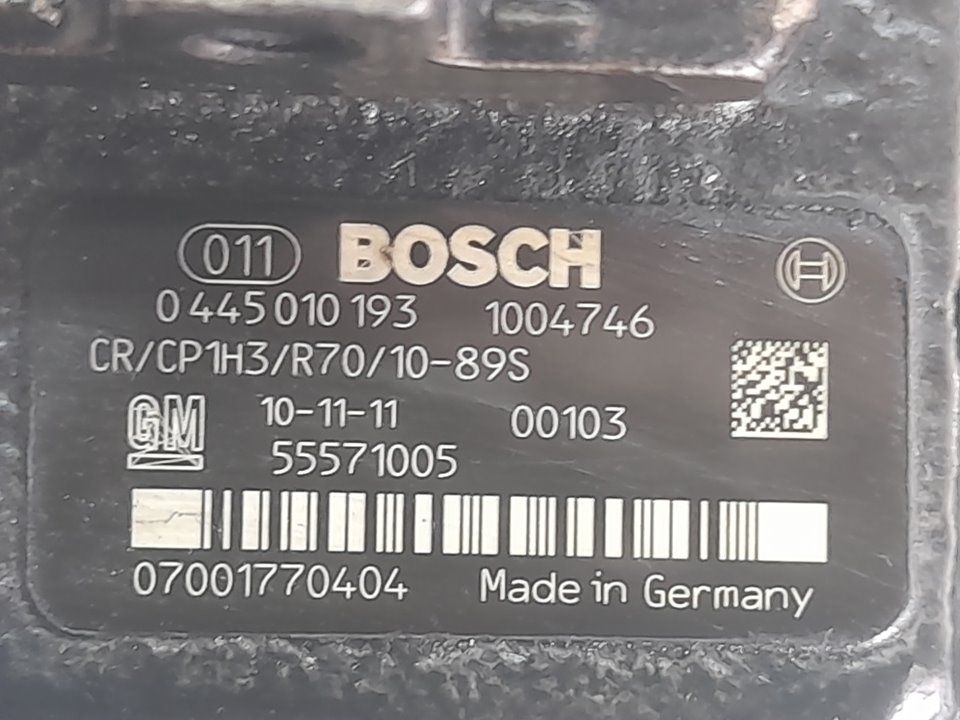 011 BOSCH
0 445 010 193 1004746
CR/CP1H3/R70/10-89S
GM 10-11-11 00103
55571005
07001770404 Made in Germany